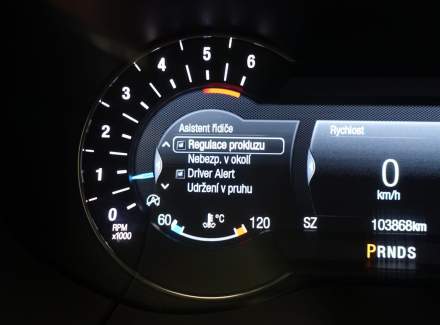 6
5
4
3
2
1
0
RPM
x1000
Asistent řidiče
Regulace prokluzu
Nebezp. v okolí
Driver Alert
Udržení v pruhu
60 °C 120
Rychlost
0
km/h
SZ 103868km
PRNDS